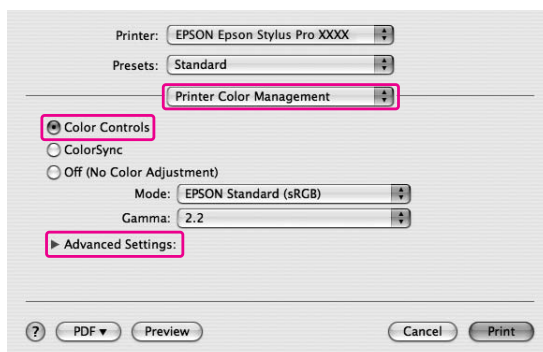 Printer: EPSON Epson Stylus Pro XXXX
Presets: Standard
Printer Color Management
Color Controls
ColorSync
Off (No Color Adjustment)
Mode: EPSON Standard (sRGB)
Gamma: 2.2
▶ Advanced Settings:
? PDF ▼ Preview Cancel Print